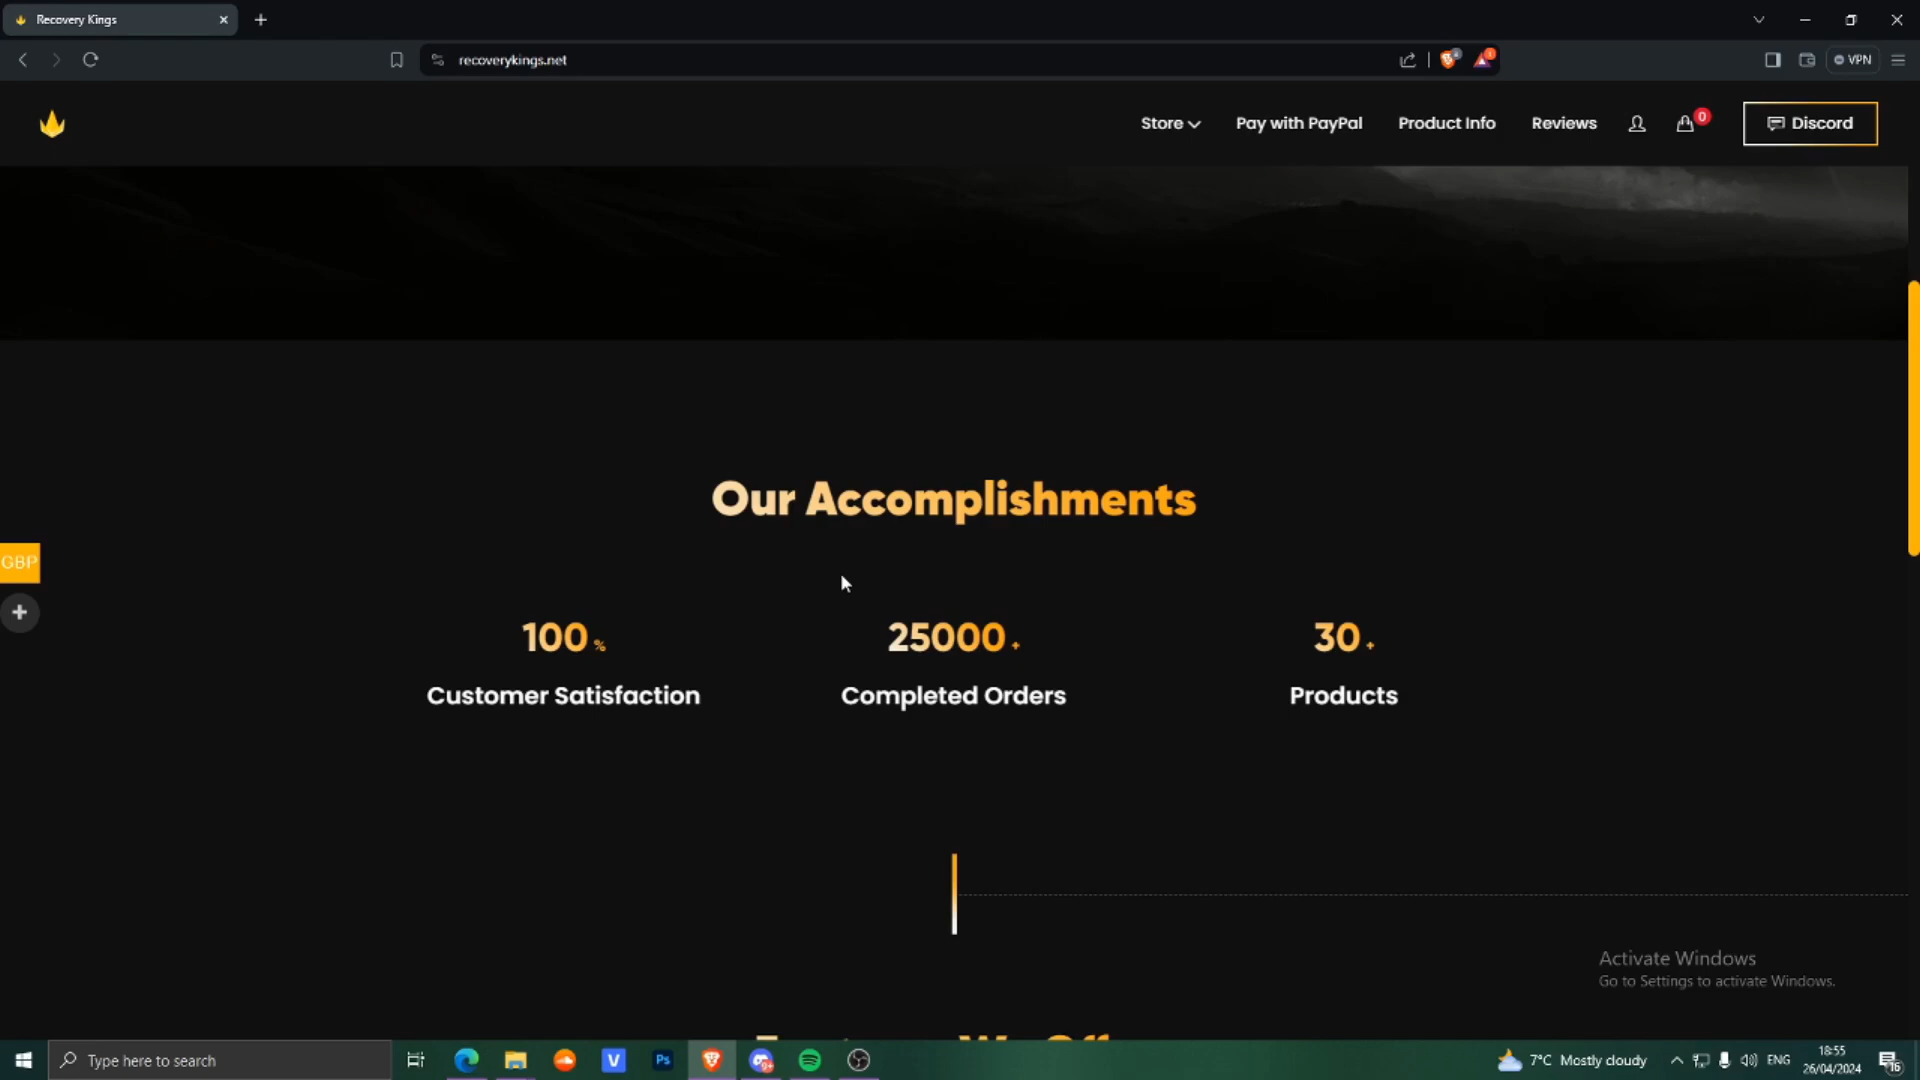 Recovery Kings
recoverykings.net
VPN
Store
Pay with PayPal
Product Info
Reviews
0
Discord
Our Accomplishments
GBP
100 %
25000 +
30 +
Customer Satisfaction
Completed Orders
Products
Activate Windows
Go to Settings to activate Windows.
Type here to search
V
Ps
7°C Mostly cloudy
ENG
18:55
26/04/2024
16